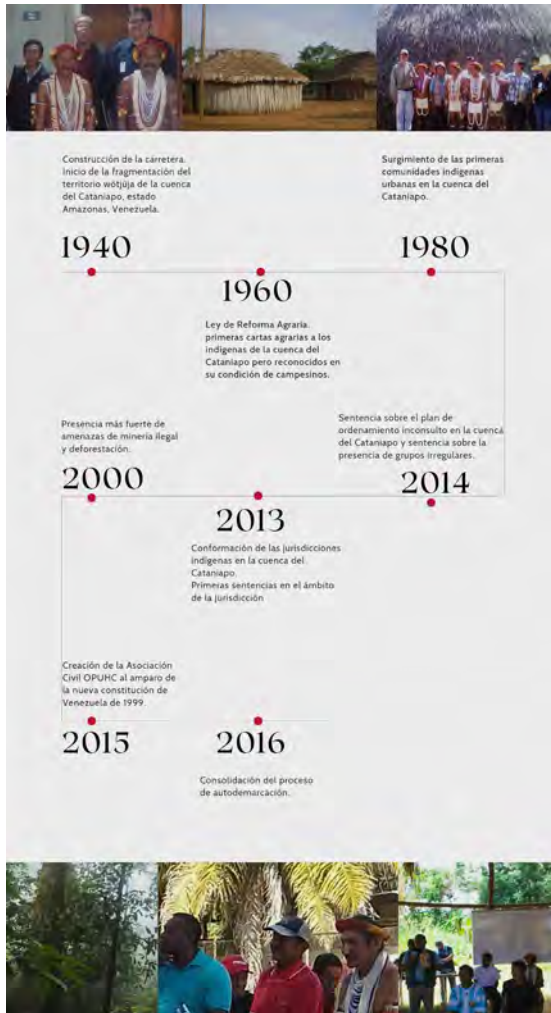 Construcción de la carretera.
Inicio de la fragmentación del
territorio wötjüja de la cuenca
del Cataniapo, estado
Amazonas, Venezuela.
1940
Surgimiento de las primeras
comunidades indígenas
urbanas en la cuenca del
Cataniapo.
1980
1960
Ley de Reforma Agraria.
primeras cartas agrarias a los
indígenas de la cuenca del
Cataniapo pero reconocidos en
su condición de campesinos.
Presencia más fuerte de
amenazas de minería ilegal
y deforestación.
2000
Sentencia sobre el plan de
ordenamiento inconsulto en la cuenca
del Cataniapo y sentencia sobre la
presencia de grupos irregulares.
2014
2013
Conformación de las jurisdicciones
indígenas en la cuenca del
Cataniapo.
Primeras sentencias en el ámbito
de la jurisdicción
Creación de la Asociación
Civil OPUHC al amparo de
la nueva constitución de
Venezuela de 1999.
2015
2016
Consolidación del proceso
de autodemarcación.